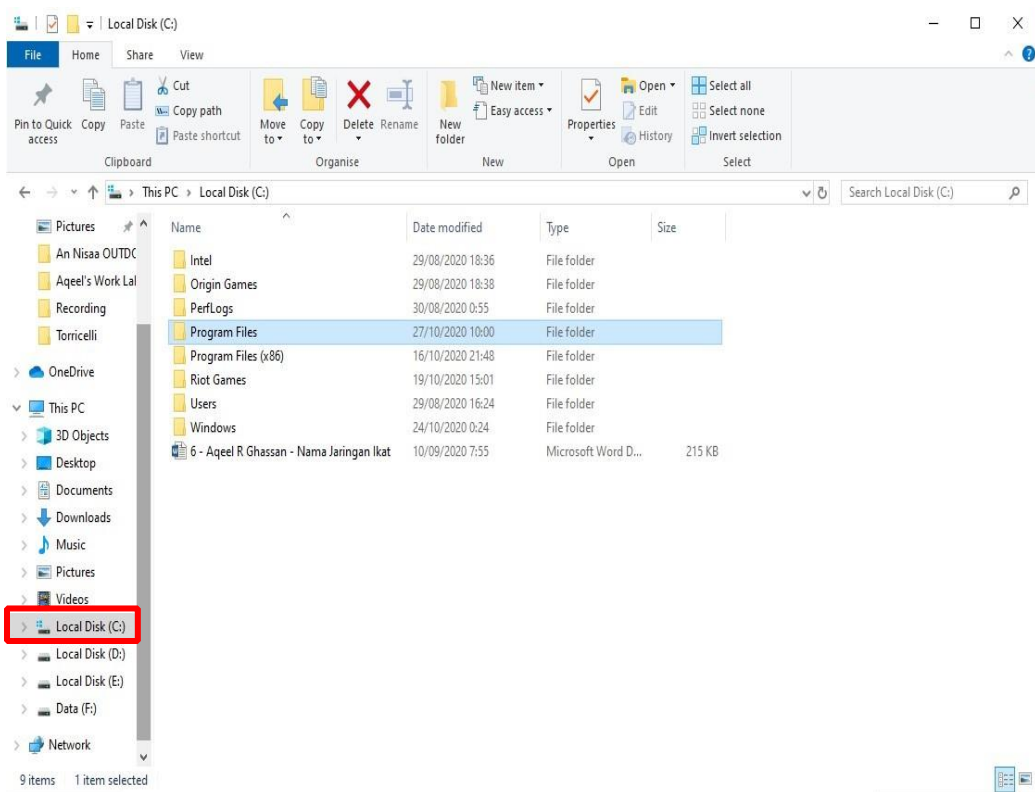 Local Disk (C:)
File Home Share View
Pin to Quick access
Copy
Paste
Cut
Copy path
Paste shortcut
Clipboard
Move to
Copy to
Delete
Rename
Organise
New folder
New item
Easy access
New
Properties
Open
Edit
History
Open
Select all
Select none
Invert selection
Select
This PC > Local Disk (C:)
Search Local Disk (C:)
Pictures
An Nisaa OUTDC
Aqeel's Work Lal
Recording
Torricelli
OneDrive
This PC
3D Objects
Desktop
Documents
Downloads
Music
Pictures
Videos
Local Disk (C:)
Local Disk (D:)
Local Disk (E:)
Data (F:)
Network
Name Date modified Type Size
Intel 29/08/2020 18:36 File folder
Origin Games 29/08/2020 18:38 File folder
PerfLogs 30/08/2020 0:55 File folder
Program Files 27/10/2020 10:00 File folder
Program Files (x86) 16/10/2020 21:48 File folder
Riot Games 19/10/2020 15:01 File folder
Users 29/08/2020 16:24 File folder
Windows 24/10/2020 0:24 File folder
6 - Aqeel R Ghassan - Nama Jaringan Ikat 10/09/2020 7:55 Microsoft Word D... 215 KB
9 items 1 item selected